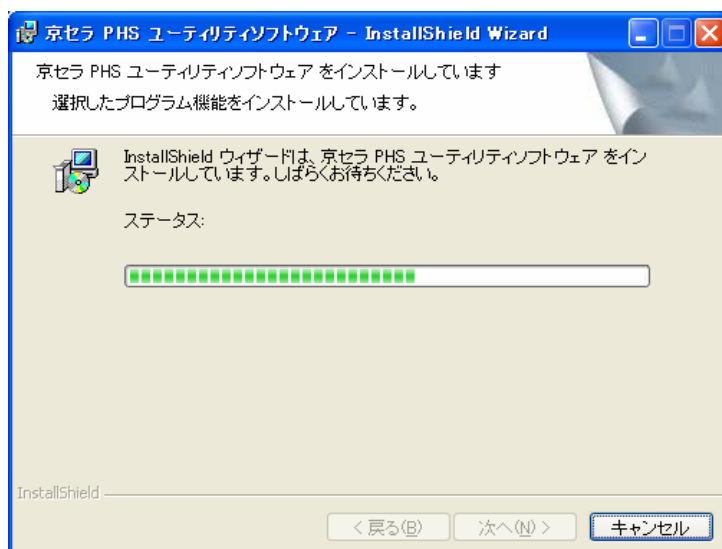 京セラ PHS ユーティリティソフトウェア - InstallShield Wizard
京セラ PHS ユーティリティソフトウェア をインストールしています
選択したプログラム機能をインストールしています。
InstallShield ウィザードは、京セラ PHS ユーティリティソフトウェア をイン
ストールしています。しばらくお待ちください。
ステータス:
InstallShield
< 戻る(B)
次へ(N) >
キャンセル